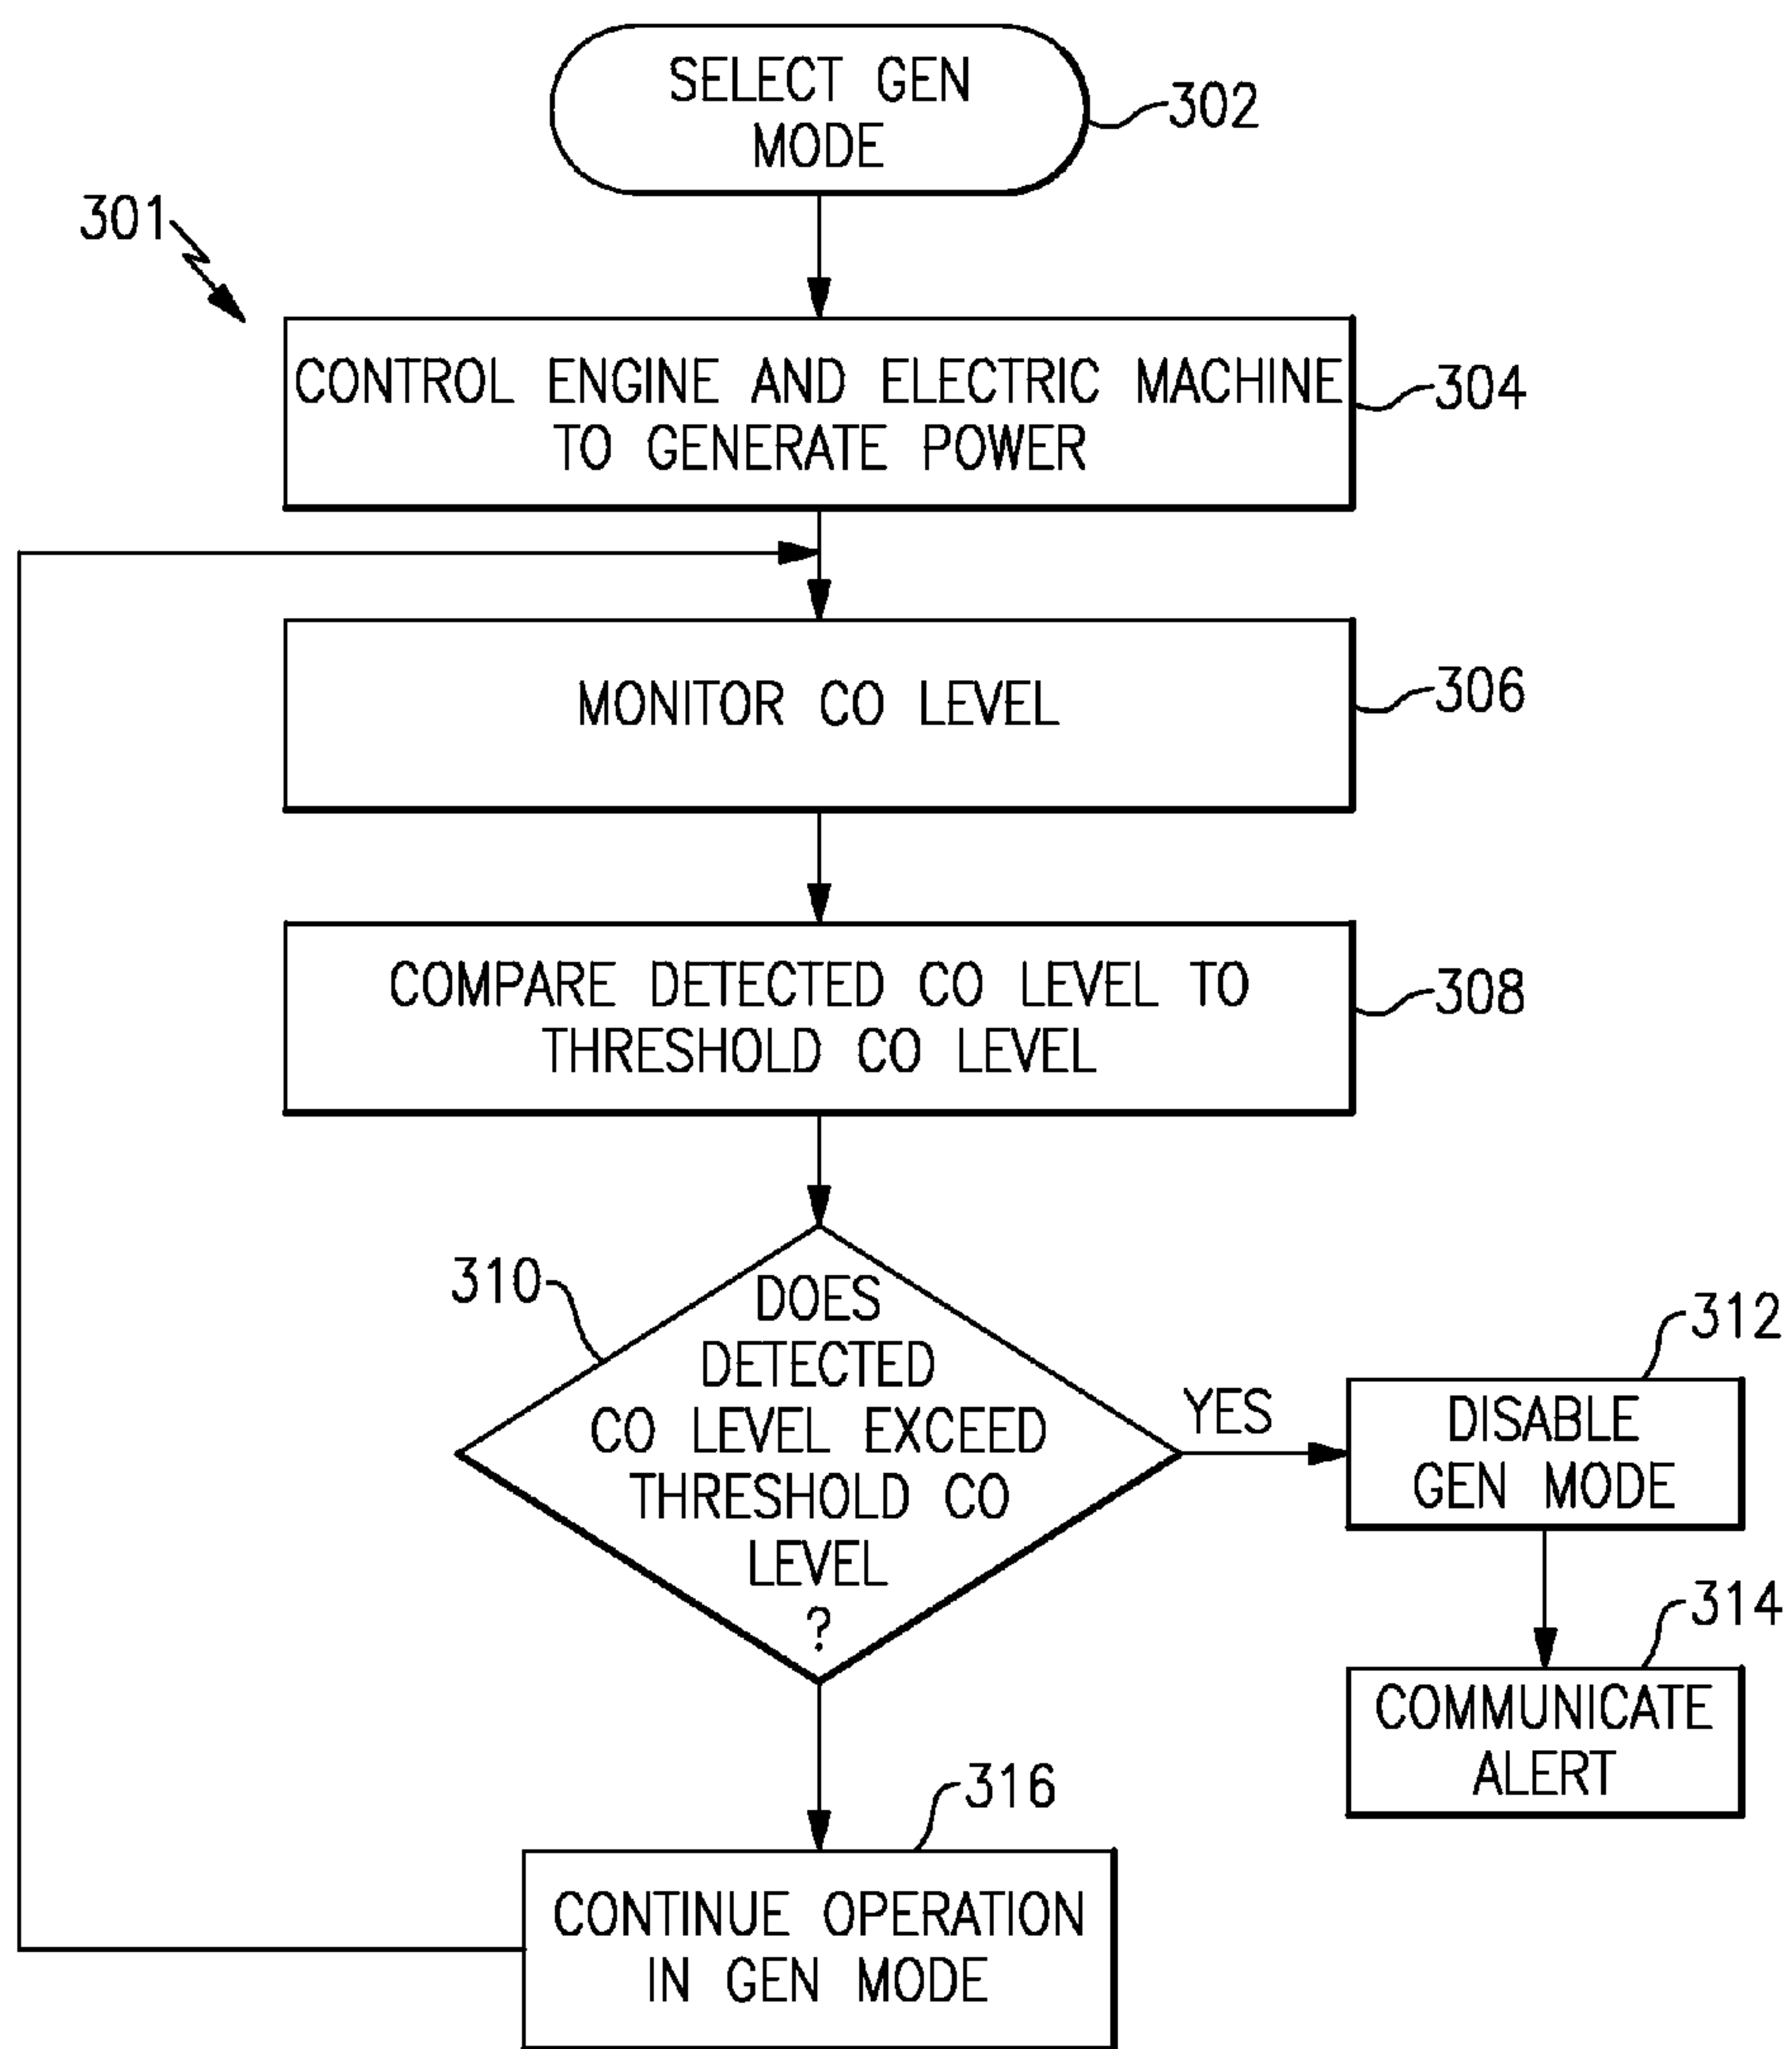 SELECT GEN
MODE
302
301
CONTROL ENGINE AND ELECTRIC MACHINE
TO GENERATE POWER
304
MONITOR CO LEVEL
306
COMPARE DETECTED CO LEVEL TO
THRESHOLD CO LEVEL
308
310
DOES
DETECTED
CO LEVEL EXCEED
THRESHOLD CO
LEVEL
?
YES
312
DISABLE
GEN MODE
314
COMMUNICATE
ALERT
316
CONTINUE OPERATION
IN GEN MODE